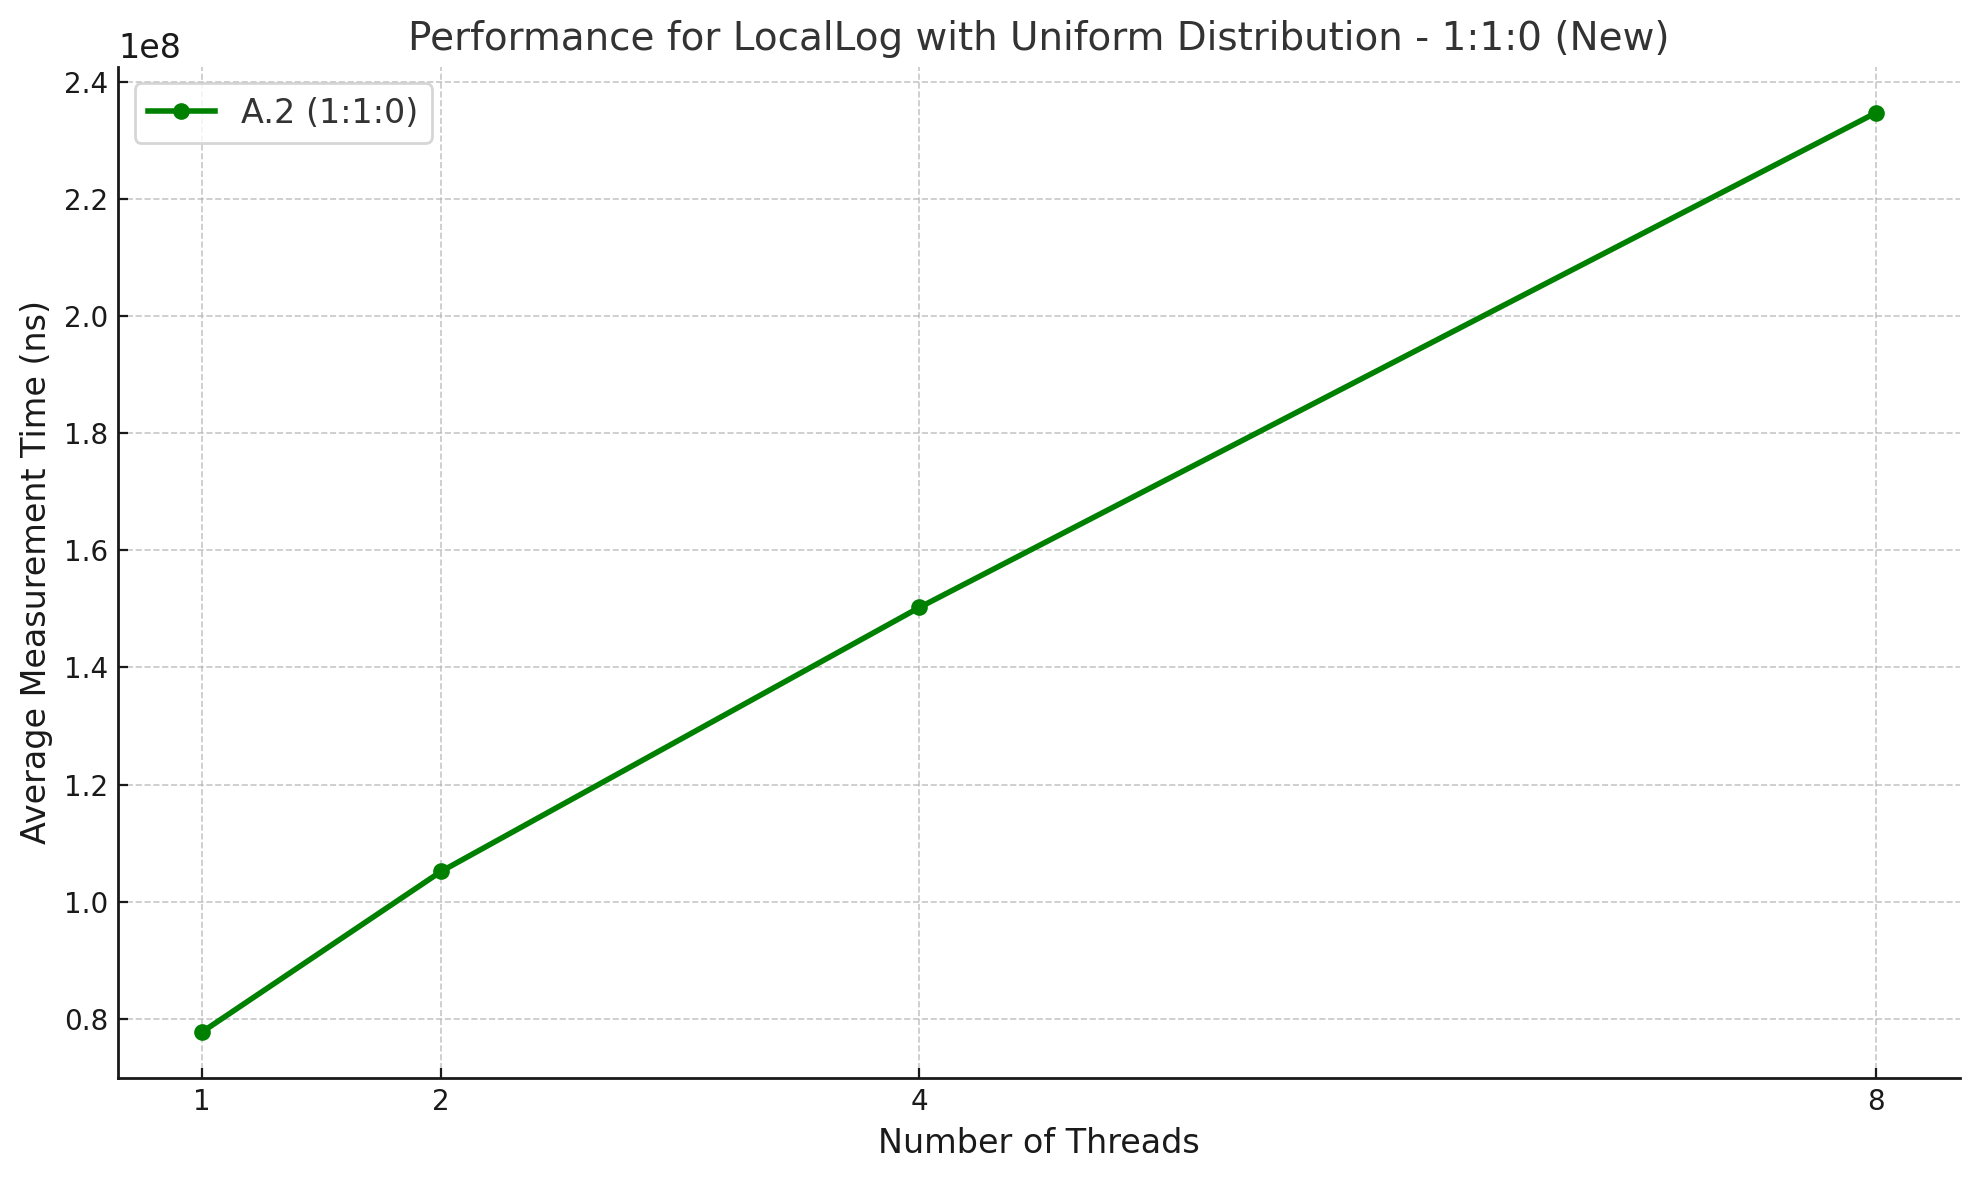 Performance for LocalLog with Uniform Distribution - 1:1:0 (New)
1e8
A.2 (1:1:0)
2.4
2.2
2.0
1.8
1.6
1.4
1.2
1.0
0.8
Average Measurement Time (ns)
1 2 4 8
Number of Threads